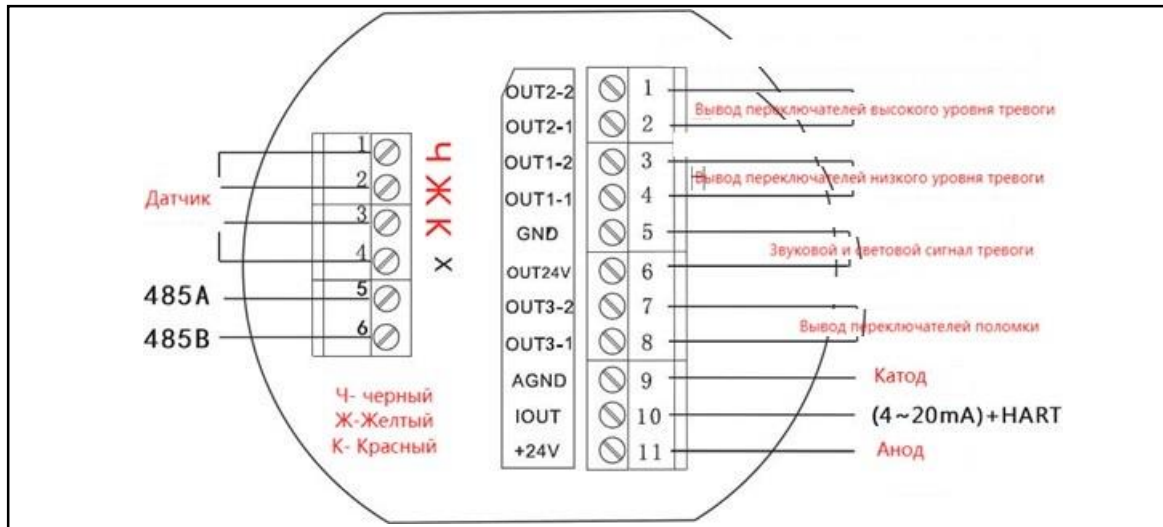 1 Ч
2 Ж
3 К
4 х
5
6
Датчик
485A
485B
Ч- черный
Ж-Желтый
К- Красный
OUT2-2 1
OUT2-1 2
OUT1-2 3
OUT1-1 4
GND 5
OUT24V 6
OUT3-2 7
OUT3-1 8
AGND 9
IOUT 10
+24V 11
Вывод переключателей высокого уровня тревоги
Вывод переключателей низкого уровня тревоги
Звуковой и световой сигнал тревоги
Вывод переключателей поломки
Катод
(4~20mA)+HART
Анод